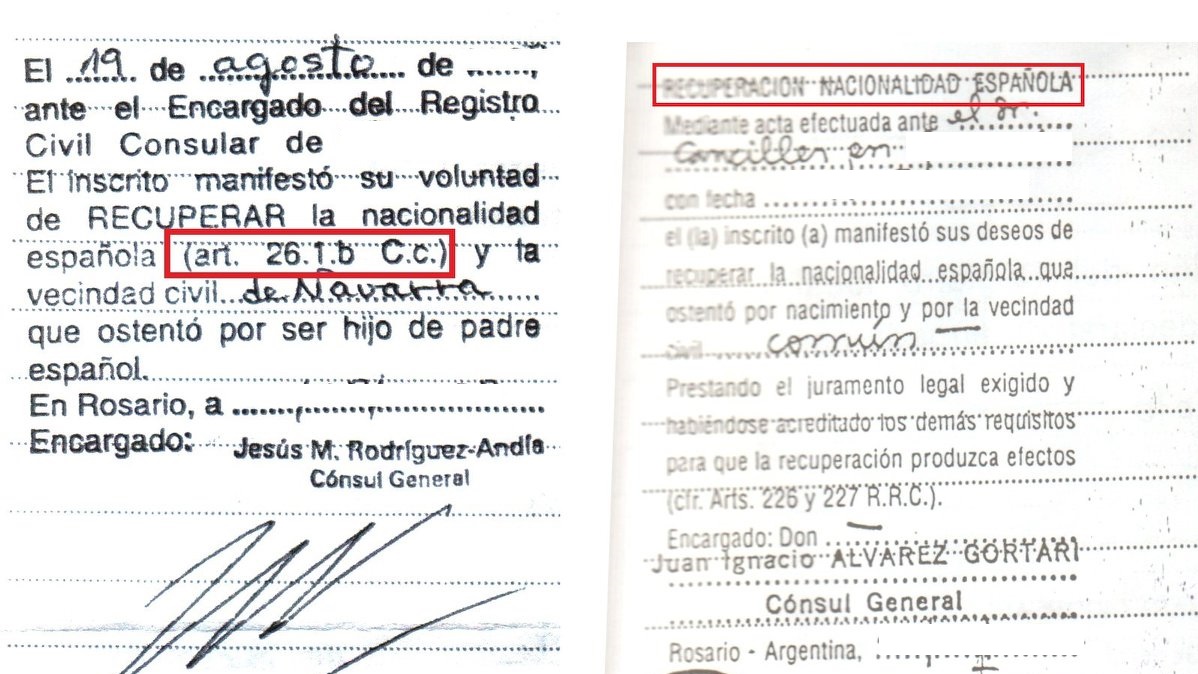 El ..19.. de ..agosto.. de .......,
ante el Encargado del Registro
Civil Consular de
El inscrito manifestó su voluntad
de RECUPERAR la nacionalidad
española (art. 26.1.b C.c.) y la
vecindad civil...de Navarra......
que ostentó por ser hijo de padre
español.
En Rosario, a ......,.......,..................
Encargado: Jesús M. Rodríguez-Andía
Cónsul General
RECUPERACION NACIONALIDAD ESPAÑOLA
Mediante acta efectuada ante el Sr.
Canciller en
con fecha ..............................
el (la) inscrito (a) manifestó sus deseos de
recuperar la nacionalidad española que
ostentó por nacimiento y por la vecindad
civil ........común..............
Prestando el juramento legal exigido y
habiéndose acreditado los demás requisitos
para que la recuperación produzca efectos
(cfr. Arts. 226 y 227 R.R.C.).
Encargado: Don ..........................
Juan Ignacio ALVAREZ GORTARI
Cónsul General
Rosario - Argentina, ......,.......,......